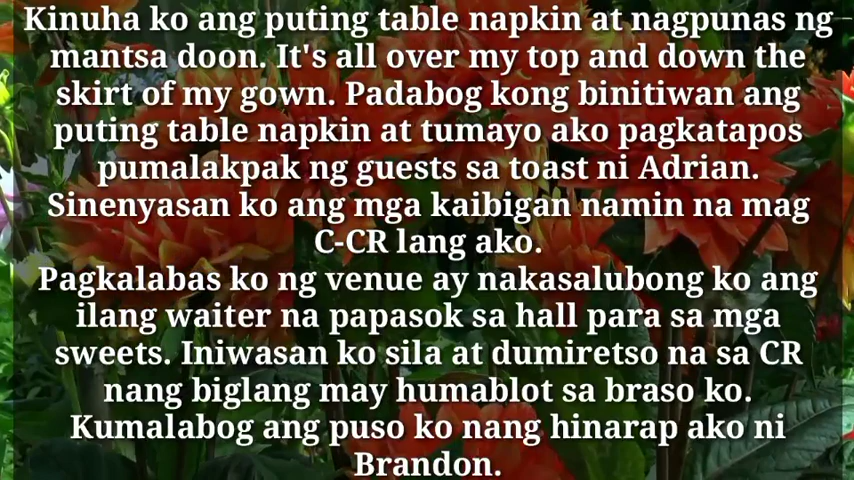 Kinuha ko ang puting table napkin at nagpunas ng
mantsa doon. It's all over my top and down the
skirt of my gown. Padabog kong binitiwan ang
puting table napkin at tumayo ako pagkatapos
pumalakpak ng guests sa toast ni Adrian.
Sinenyasan ko ang mga kaibigan namin na mag
C-CR lang ako.
Pagkalabas ko ng venue ay nakasalubong ko ang
ilang waiter na papasok sa hall para sa mga
sweets. Iniwasan ko sila at dumiretso na sa CR
nang biglang may humablot sa braso ko.
Kumalabog ang puso ko nang hinarap ako ni
Brandon.